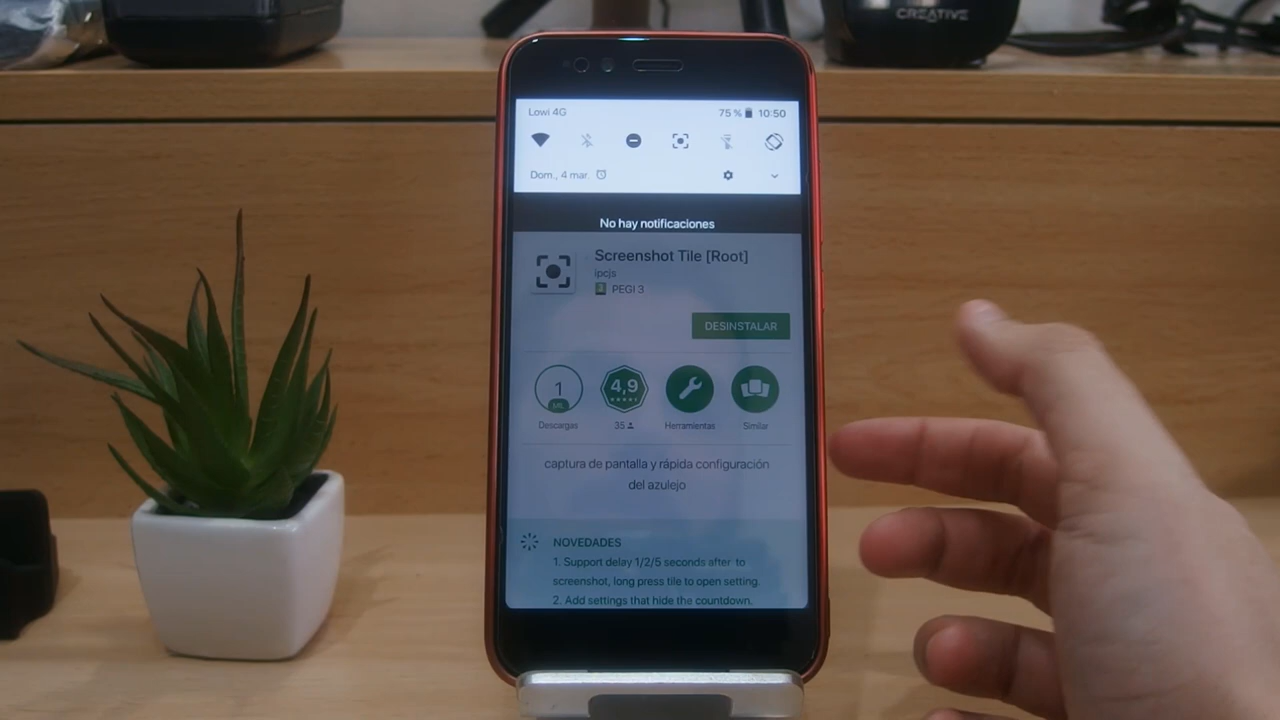 CREATIVE
Lowi 4G
75 % 10:50
Dom., 4 mar.
No hay notificaciones
Screenshot Tile [Root]
ipcjs
PEGI 3
DESINSTALAR
1
MIL
4,9
Descargas
35
Herramientas
Similar
captura de pantalla y rápida configuración
del azulejo
NOVEDADES
1. Support delay 1/2/5 seconds after to
screenshot, long press tile to open setting.
2. Add settings that hide the countdown.